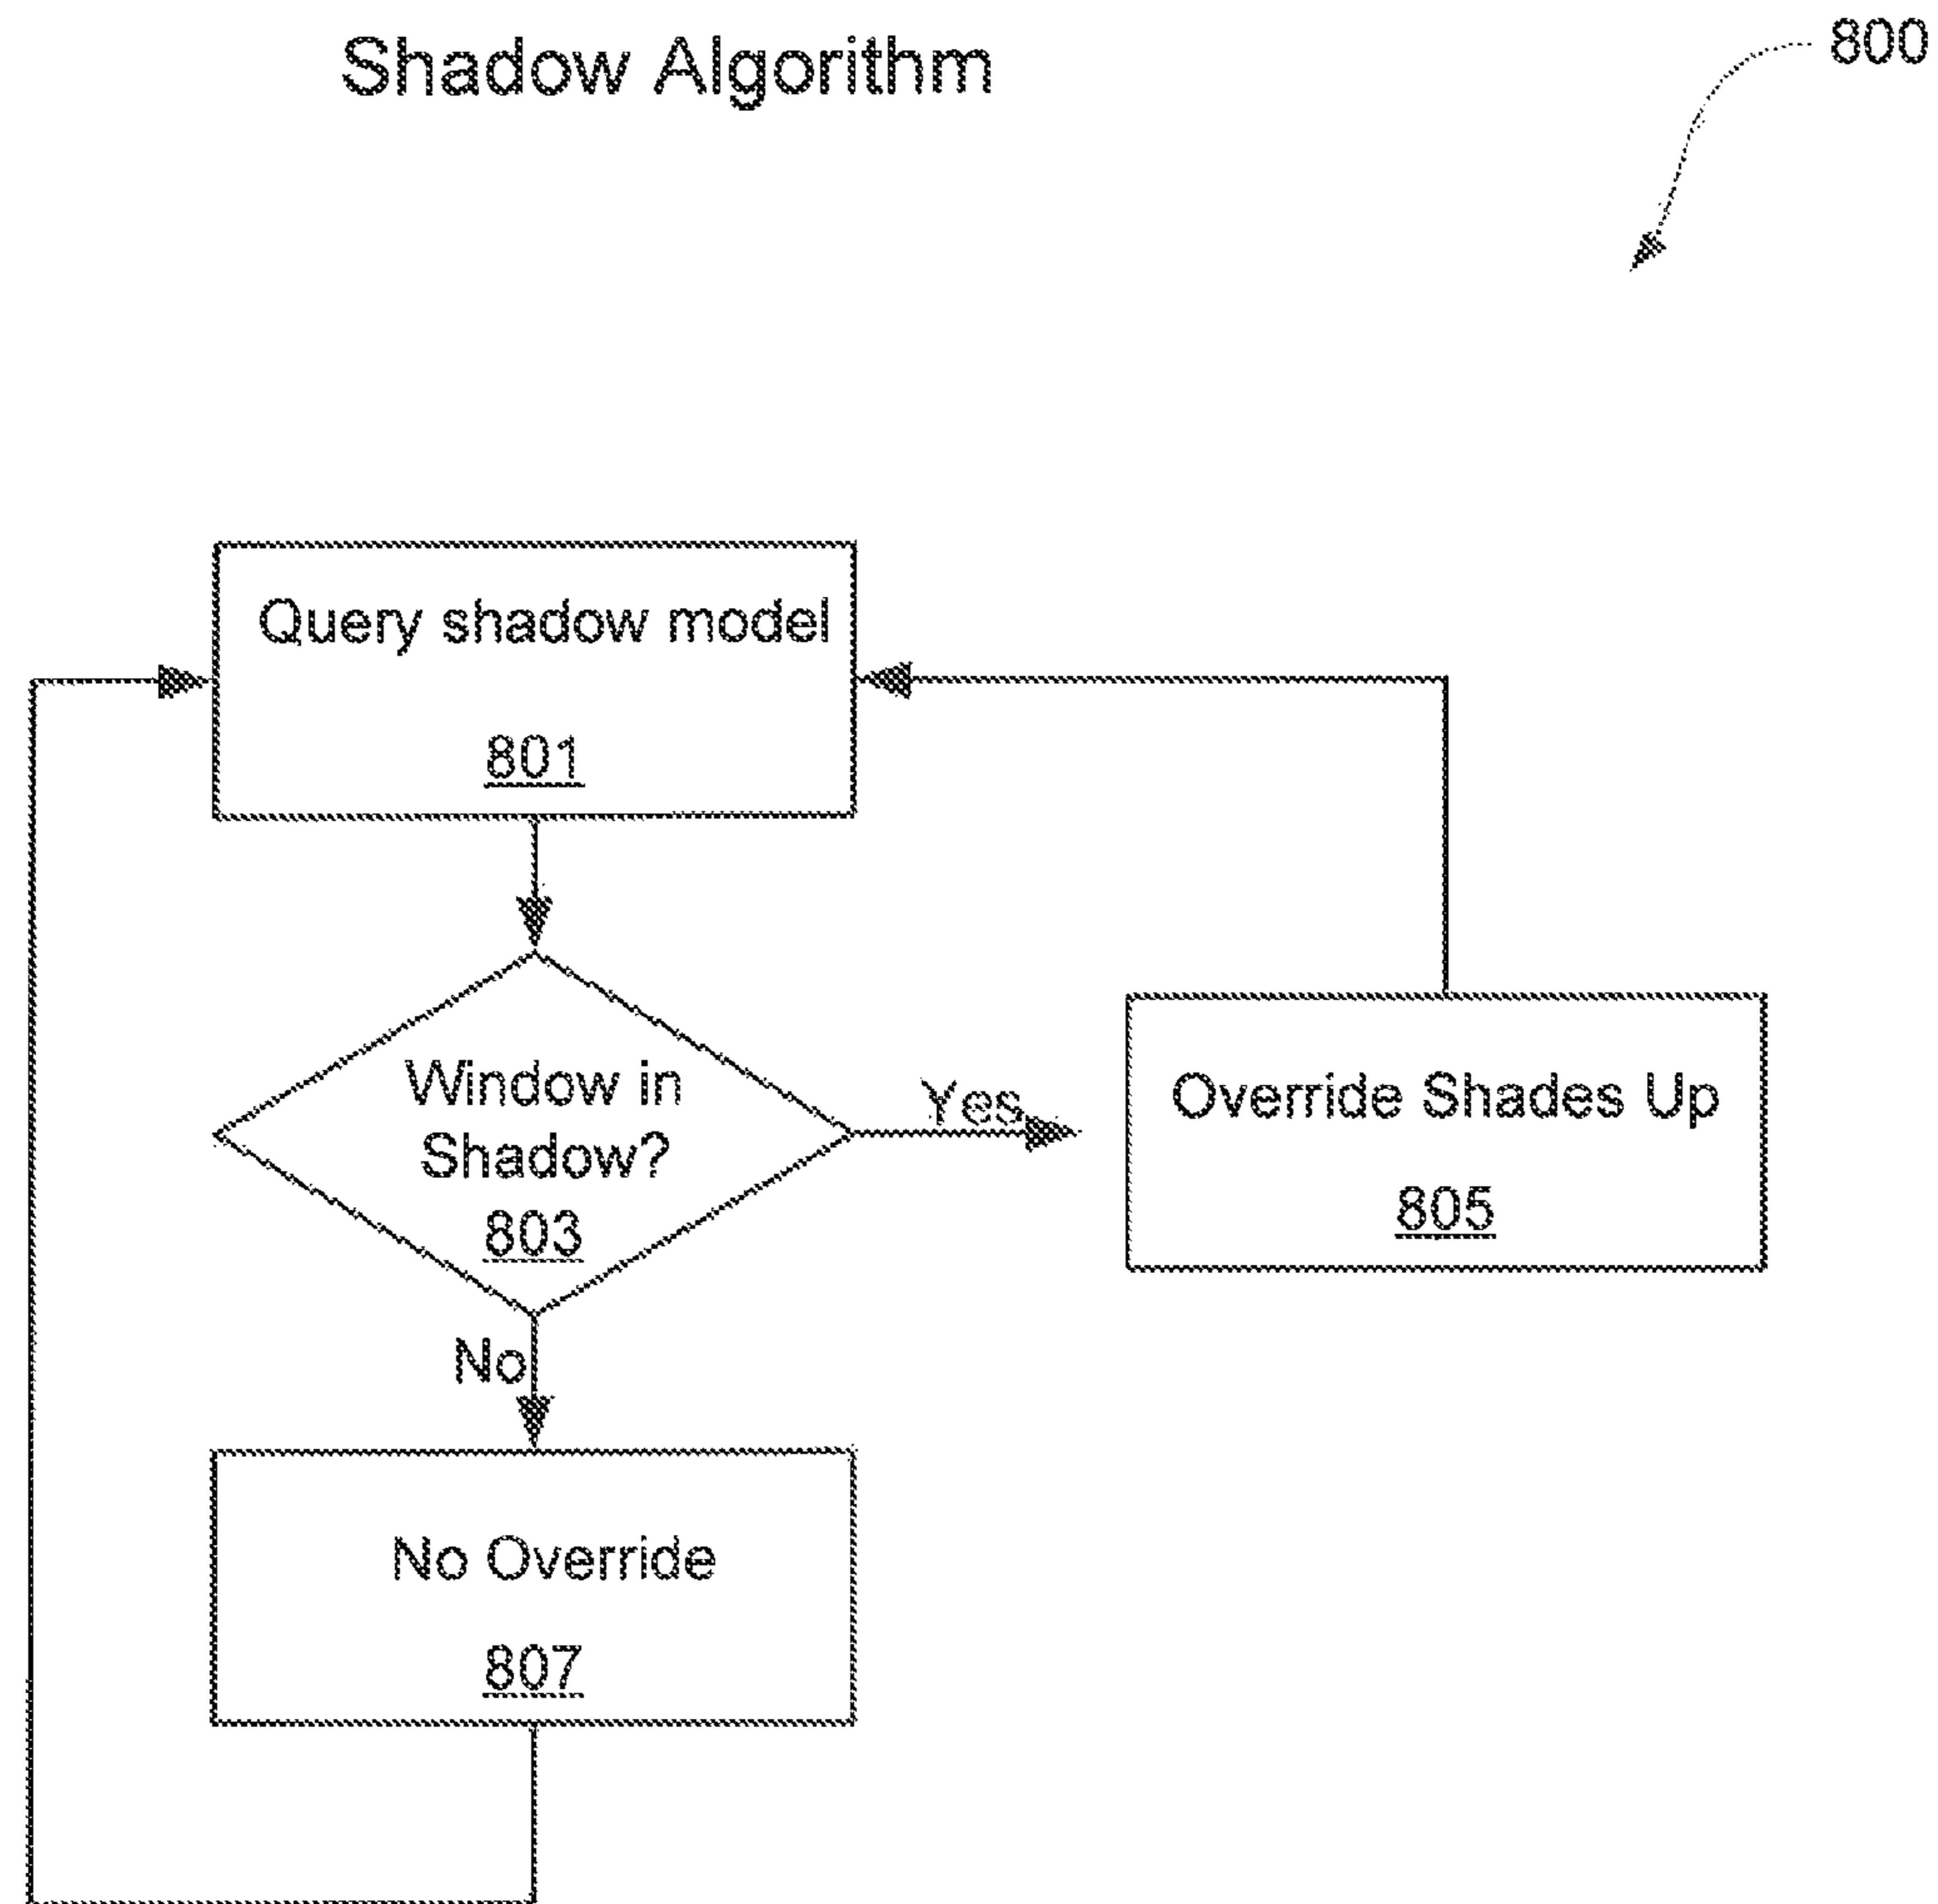 Shadow Algorithm
800
Query shadow model
801
Window in
Shadow?
803
Yes
Override Shades Up
805
No
No Override
807